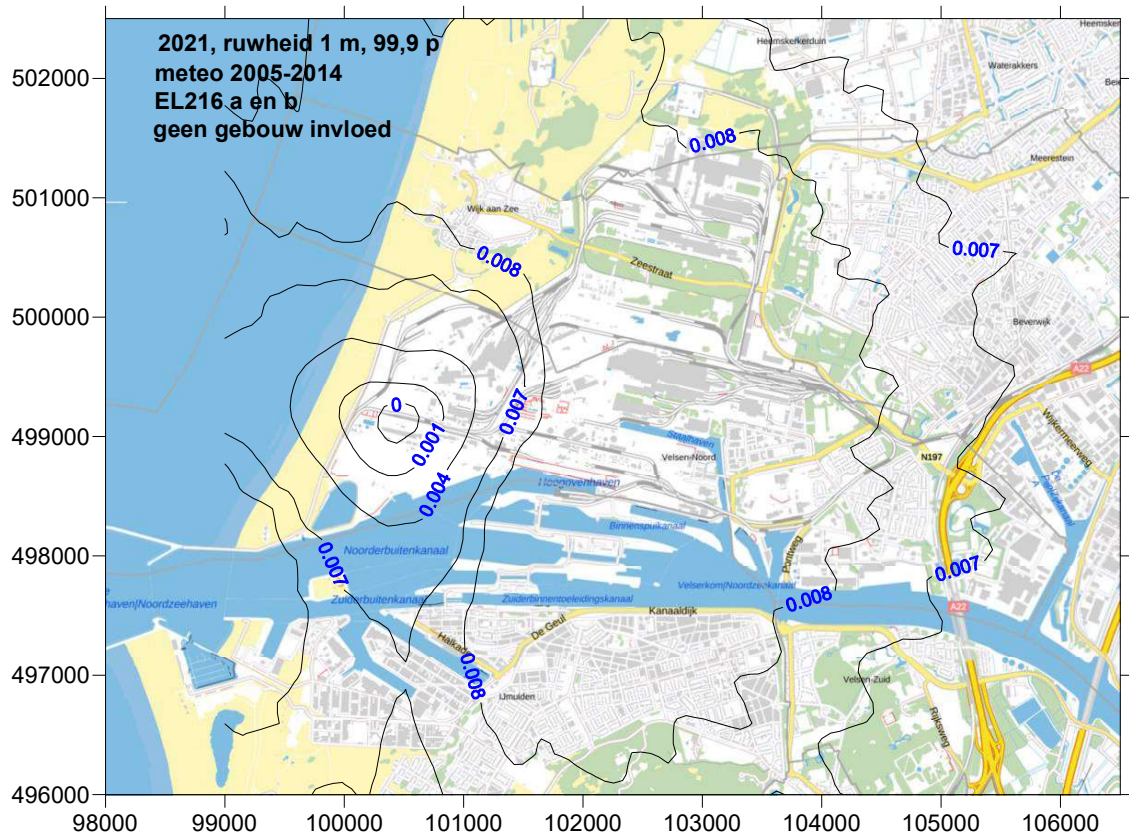 2021, ruwheid 1 m, 99,9 p
meteo 2005-2014
EL216 a en b
geen gebouw invloed
502000
501000
500000
499000
498000
497000
496000
98000
99000
100000
101000
102000
103000
104000
105000
106000
Heemskerkerduin
Waterakkers
Meerestein
Wijk aan Zee
0.008
0.008
0.007
Zeestraat
Beverwijk
A22
0
0.001
0.004
0.007
Staalhaven
Velsen-Noord
N197
Wijkermeerweg
Hoogovenhaven
Binnenspuikanaal
Noorderbuitenkanaal
0.007
Pontweg
0.007
Zuiderbuitenkanaal
Zuiderbinnentoeleidingskanaal
Velserkom|Noordzeekanaal
0.008
haven|Noordzeehaven
Kanaaldijk
A22
De Geul
0.008
IJmuiden
Velsen-Zuid
Rijksweg